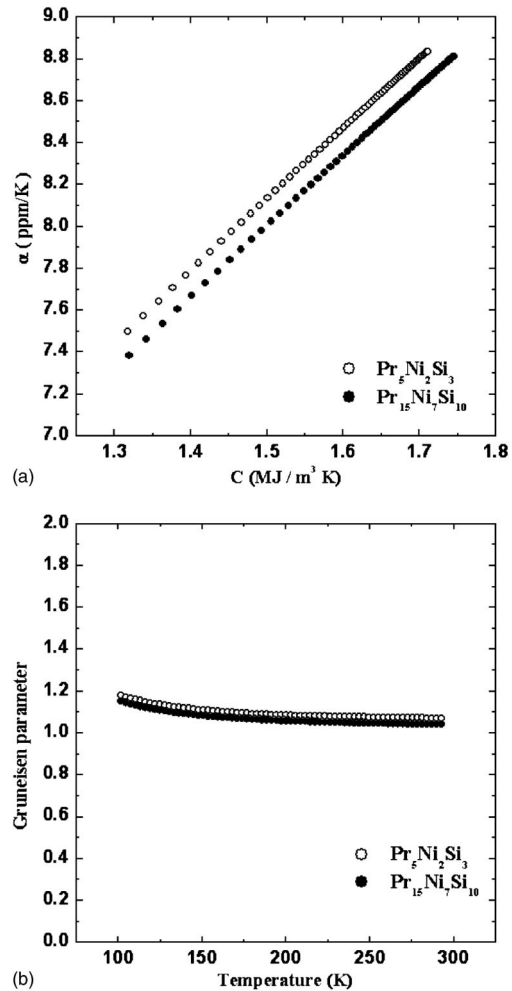 9.0
8.8
8.6
8.4
8.2
8.0
7.8
7.6
7.4
7.2
7.0
α ( ppm/K )
Pr5Ni2Si3
Pr15Ni7Si10
1.3 1.4 1.5 1.6 1.7 1.8
(a)
C (MJ / m3 K)
2.0
1.8
1.6
1.4
1.2
1.0
0.8
0.6
0.4
0.2
0.0
Gruneisen parameter
Pr5Ni2Si3
Pr15Ni7Si10
100 150 200 250 300
(b)
Temperature (K)